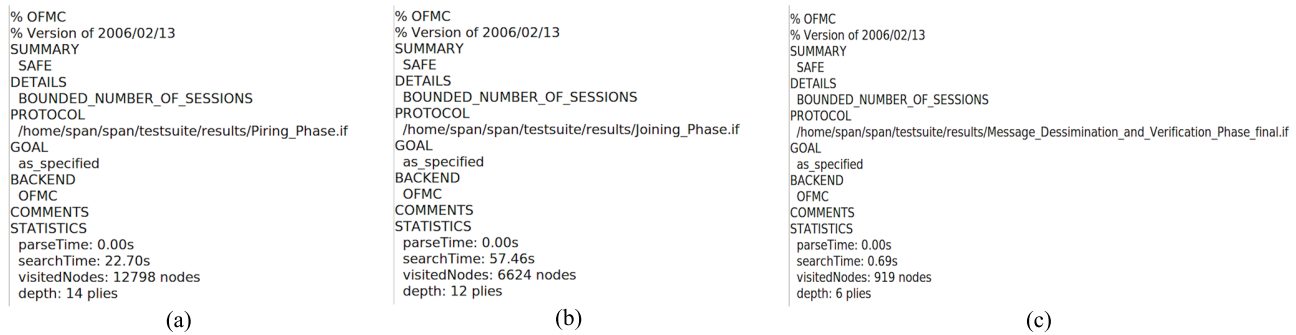 % OFMC
% Version of 2006/02/13
SUMMARY
SAFE
DETAILS
BOUNDED_NUMBER_OF_SESSIONS
PROTOCOL
/home/span/span/testsuite/results/Piring_Phase.if
GOAL
as_specified
BACKEND
OFMC
COMMENTS
STATISTICS
parseTime: 0.00s
searchTime: 22.70s
visitedNodes: 12798 nodes
depth: 14 plies
(a)
% OFMC
% Version of 2006/02/13
SUMMARY
SAFE
DETAILS
BOUNDED_NUMBER_OF_SESSIONS
PROTOCOL
/home/span/span/testsuite/results/Joining_Phase.if
GOAL
as_specified
BACKEND
OFMC
COMMENTS
STATISTICS
parseTime: 0.00s
searchTime: 57.46s
visitedNodes: 6624 nodes
depth: 12 plies
(b)
% OFMC
% Version of 2006/02/13
SUMMARY
SAFE
DETAILS
BOUNDED_NUMBER_OF_SESSIONS
PROTOCOL
/home/span/span/testsuite/results/Message_Dessimination_and_Verification_Phase_final.if
GOAL
as_specified
BACKEND
OFMC
COMMENTS
STATISTICS
parseTime: 0.00s
searchTime: 0.69s
visitedNodes: 919 nodes
depth: 6 plies
(c)